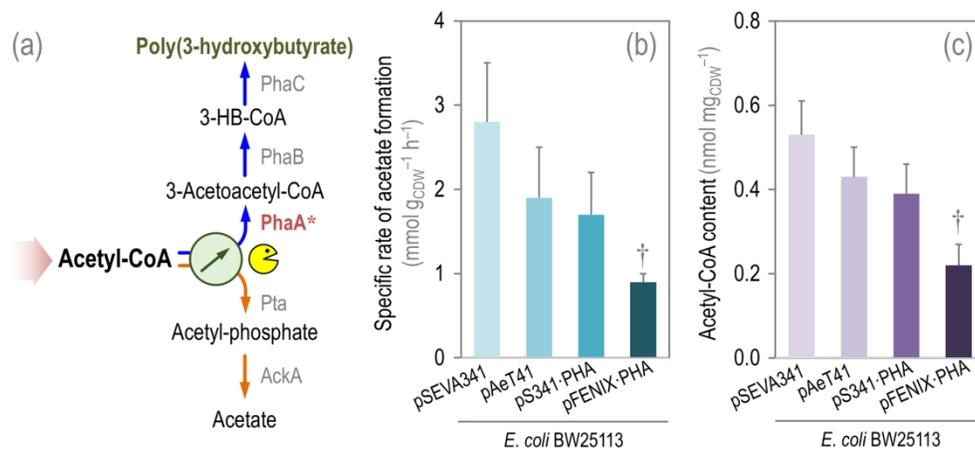 (a)
Poly(3-hydroxybutyrate)
PhaC
3-HB-CoA
PhaB
3-Acetoacetyl-CoA
PhaA*
Acetyl-CoA
Pta
Acetyl-phosphate
AckA
Acetate
(b)
Specific rate of acetate formation
(mmol g_CDW⁻¹ h⁻¹)
4
3
2
1
0
†
pSEVA341
pAeT41
pS341·PHA
pFENIX·PHA
E. coli BW25113
(c)
Acetyl-CoA content (nmol mg_CDW⁻¹)
0.8
0.6
0.4
0.2
0.0
†
pSEVA341
pAeT41
pS341·PHA
pFENIX·PHA
E. coli BW25113